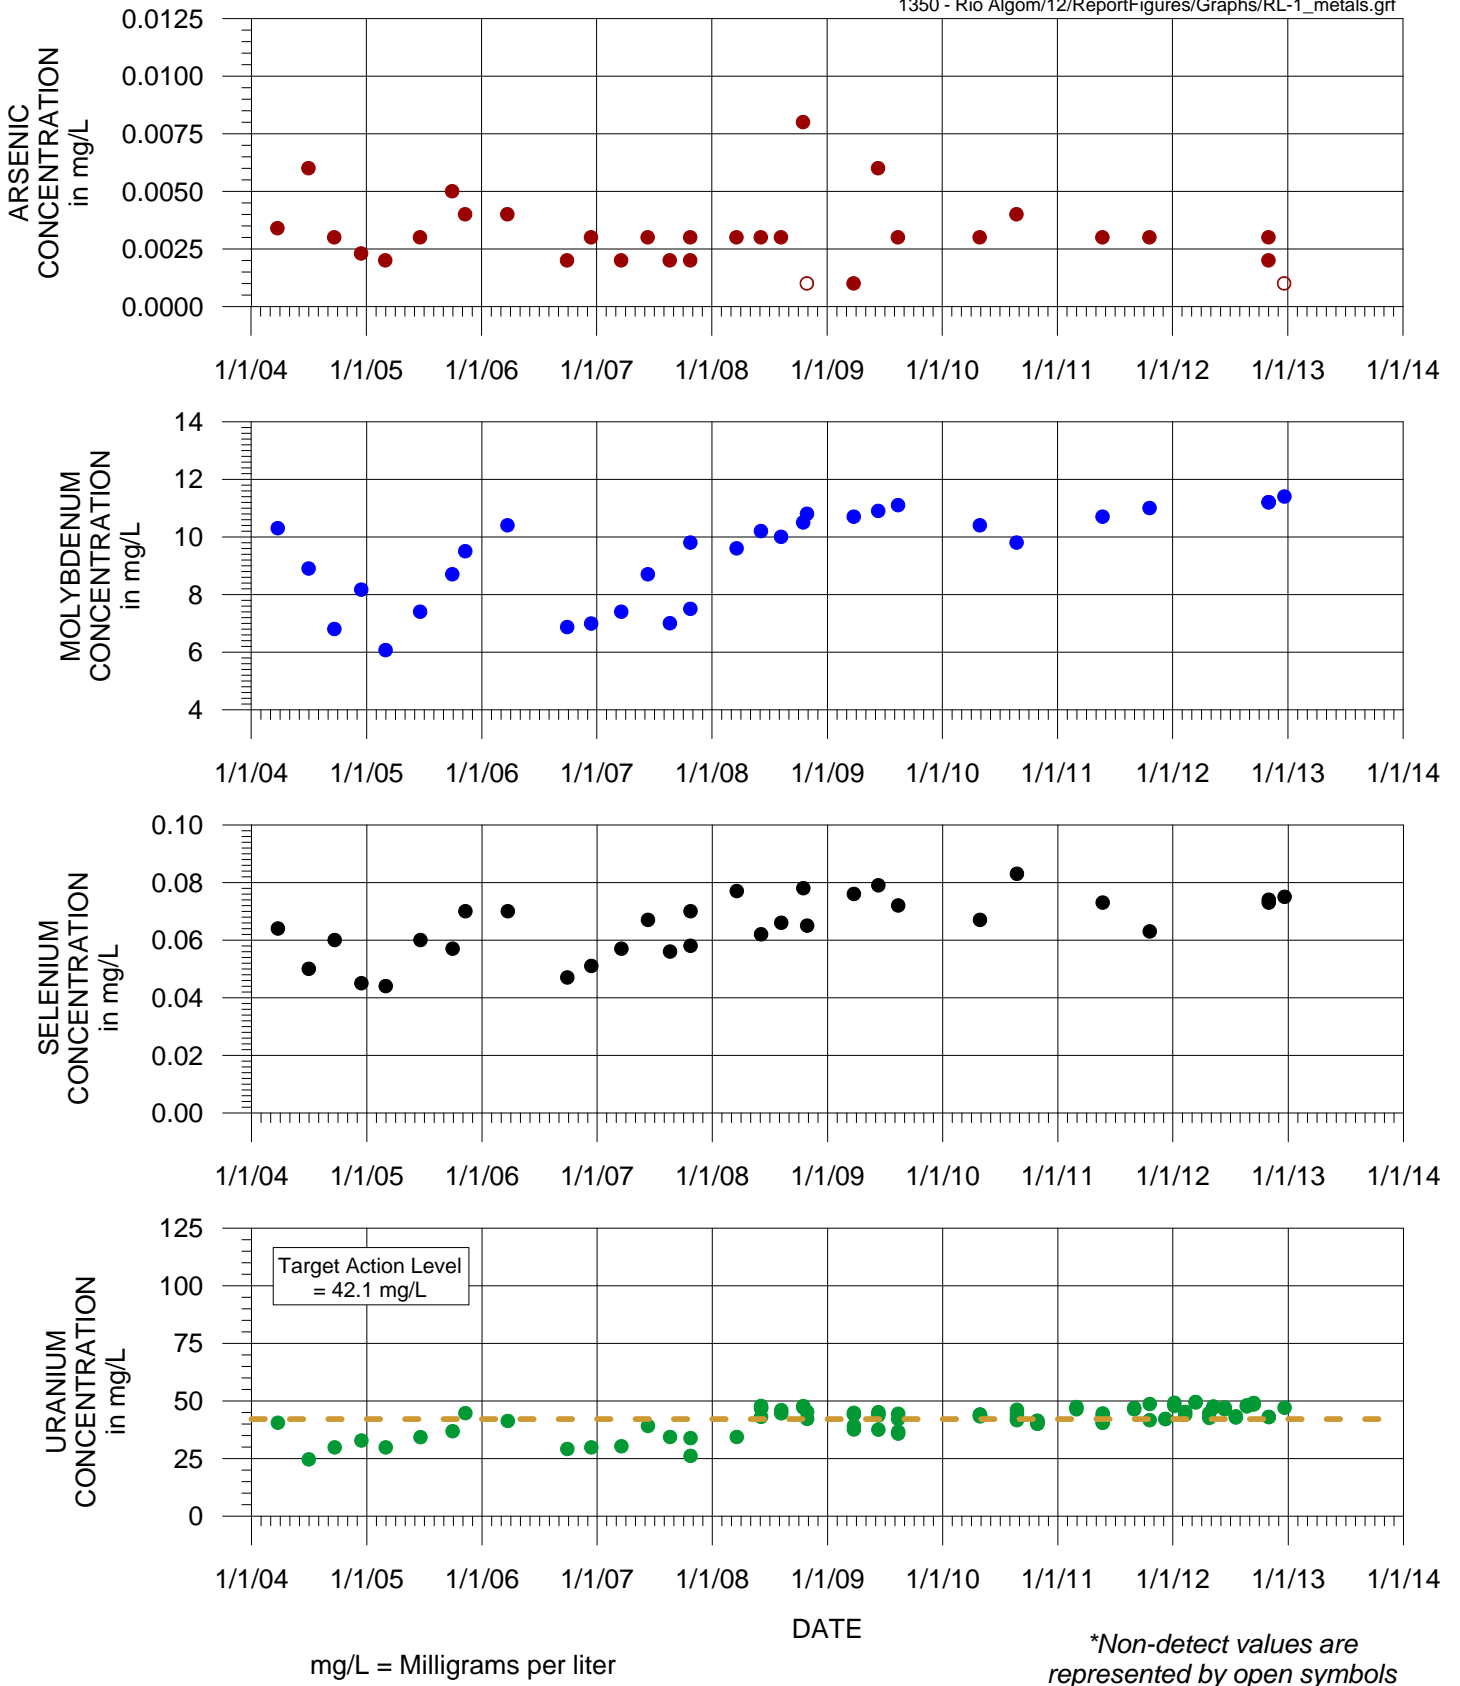 1350 - Rio Algom/12/ReportFigures/Graphs/RL-1_metals.grf
ARSENIC
CONCENTRATION
in mg/L
0.0125
0.0100
0.0075
0.0050
0.0025
0.0000
1/1/04 1/1/05 1/1/06 1/1/07 1/1/08 1/1/09 1/1/10 1/1/11 1/1/12 1/1/13 1/1/14
MOLYBDENUM
CONCENTRATION
in mg/L
14
12
10
8
6
4
1/1/04 1/1/05 1/1/06 1/1/07 1/1/08 1/1/09 1/1/10 1/1/11 1/1/12 1/1/13 1/1/14
SELENIUM
CONCENTRATION
in mg/L
0.10
0.08
0.06
0.04
0.02
0.00
1/1/04 1/1/05 1/1/06 1/1/07 1/1/08 1/1/09 1/1/10 1/1/11 1/1/12 1/1/13 1/1/14
URANIUM
CONCENTRATION
in mg/L
125
100
75
50
25
0
Target Action Level
= 42.1 mg/L
1/1/04 1/1/05 1/1/06 1/1/07 1/1/08 1/1/09 1/1/10 1/1/11 1/1/12 1/1/13 1/1/14
DATE
mg/L = Milligrams per liter
*Non-detect values are
represented by open symbols